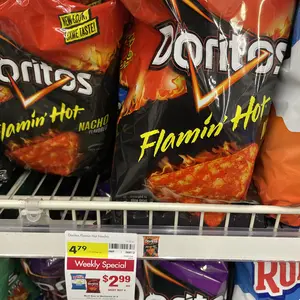 NEW LOOK,
SAME TASTE!
Doritos
Flamin' Hot
NACHO
Doritos
Flamin' Hot
4.79
Weekly Special
$2.99
RU